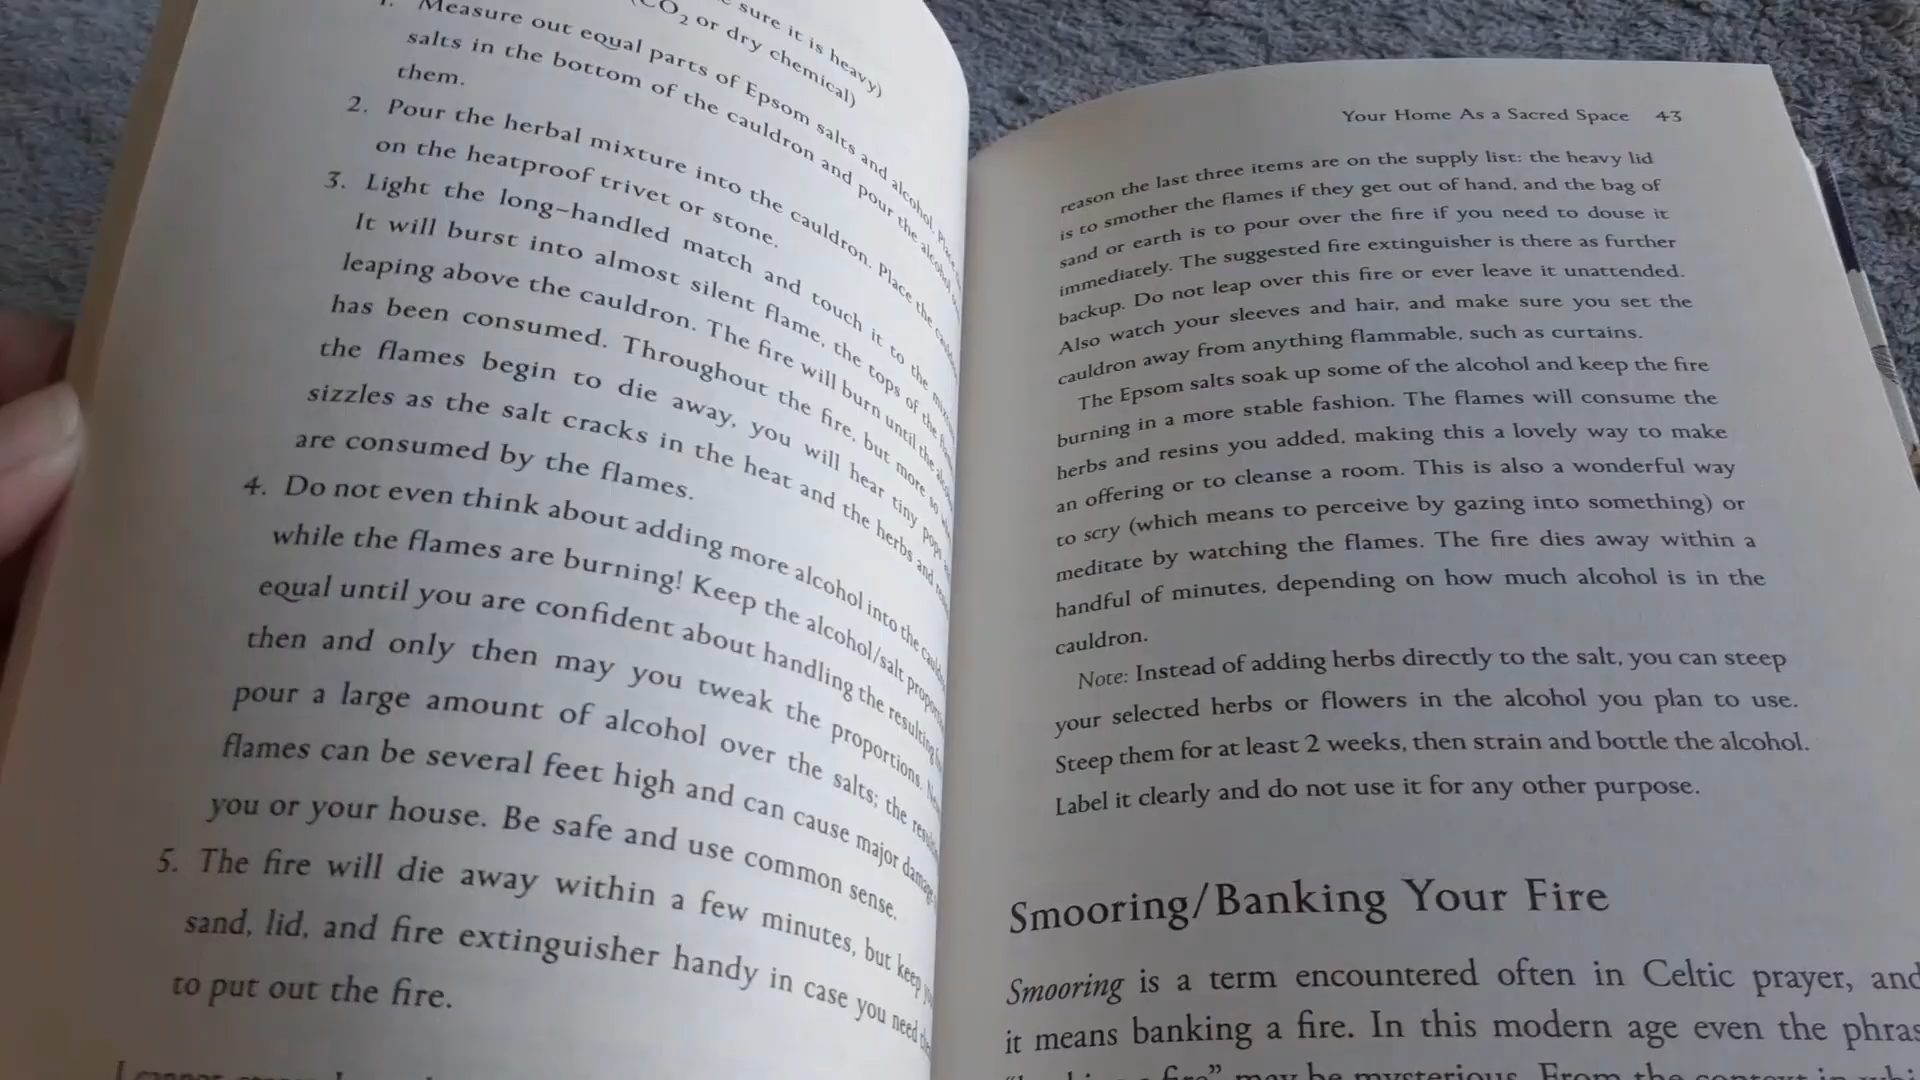 sure it is heavy)
(CO2 or dry chemical)
1. Measure out equal parts of Epsom salts and alcohol. Place
salts in the bottom of the cauldron and pour the alcohol
them.
2. Pour the herbal mixture into the cauldron. Place the
on the heatproof trivet or stone.
3. Light the long-handled match and touch it to the
It will burst into almost silent flame, the tops of the
leaping above the cauldron. The fire will burn until the
has been consumed. Throughout the fire, but more so
the flames begin to die away, you will hear tiny pops
sizzles as the salt cracks in the heat and the herbs and
are consumed by the flames.
4. Do not even think about adding more alcohol into the
while the flames are burning! Keep the alcohol/salt
equal until you are confident about handling the resulting
then and only then may you tweak the proportions.
pour a large amount of alcohol over the salts; the
flames can be several feet high and can cause major
you or your house. Be safe and use common sense.
5. The fire will die away within a few minutes, but keep
sand, lid, and fire extinguisher handy in case you need
to put out the fire.
I cannot
Your Home As a Sacred Space 43
reason the last three items are on the supply list: the heavy lid
is to smother the flames if they get out of hand, and the bag of
sand or earth is to pour over the fire if you need to douse it
immediately. The suggested fire extinguisher is there as further
backup. Do not leap over this fire or ever leave it unattended.
Also watch your sleeves and hair, and make sure you set the
cauldron away from anything flammable, such as curtains.
The Epsom salts soak up some of the alcohol and keep the fire
burning in a more stable fashion. The flames will consume the
herbs and resins you added, making this a lovely way to make
an offering or to cleanse a room. This is also a wonderful way
to scry (which means to perceive by gazing into something) or
meditate by watching the flames. The fire dies away within a
handful of minutes, depending on how much alcohol is in the
cauldron.
Note: Instead of adding herbs directly to the salt, you can steep
your selected herbs or flowers in the alcohol you plan to use.
Steep them for at least 2 weeks, then strain and bottle the alcohol.
Label it clearly and do not use it for any other purpose.
Smooring/Banking Your Fire
Smooring is a term encountered often in Celtic prayer, and
it means banking a fire. In this modern age even the phras
fire" may be mysterious. From the context in